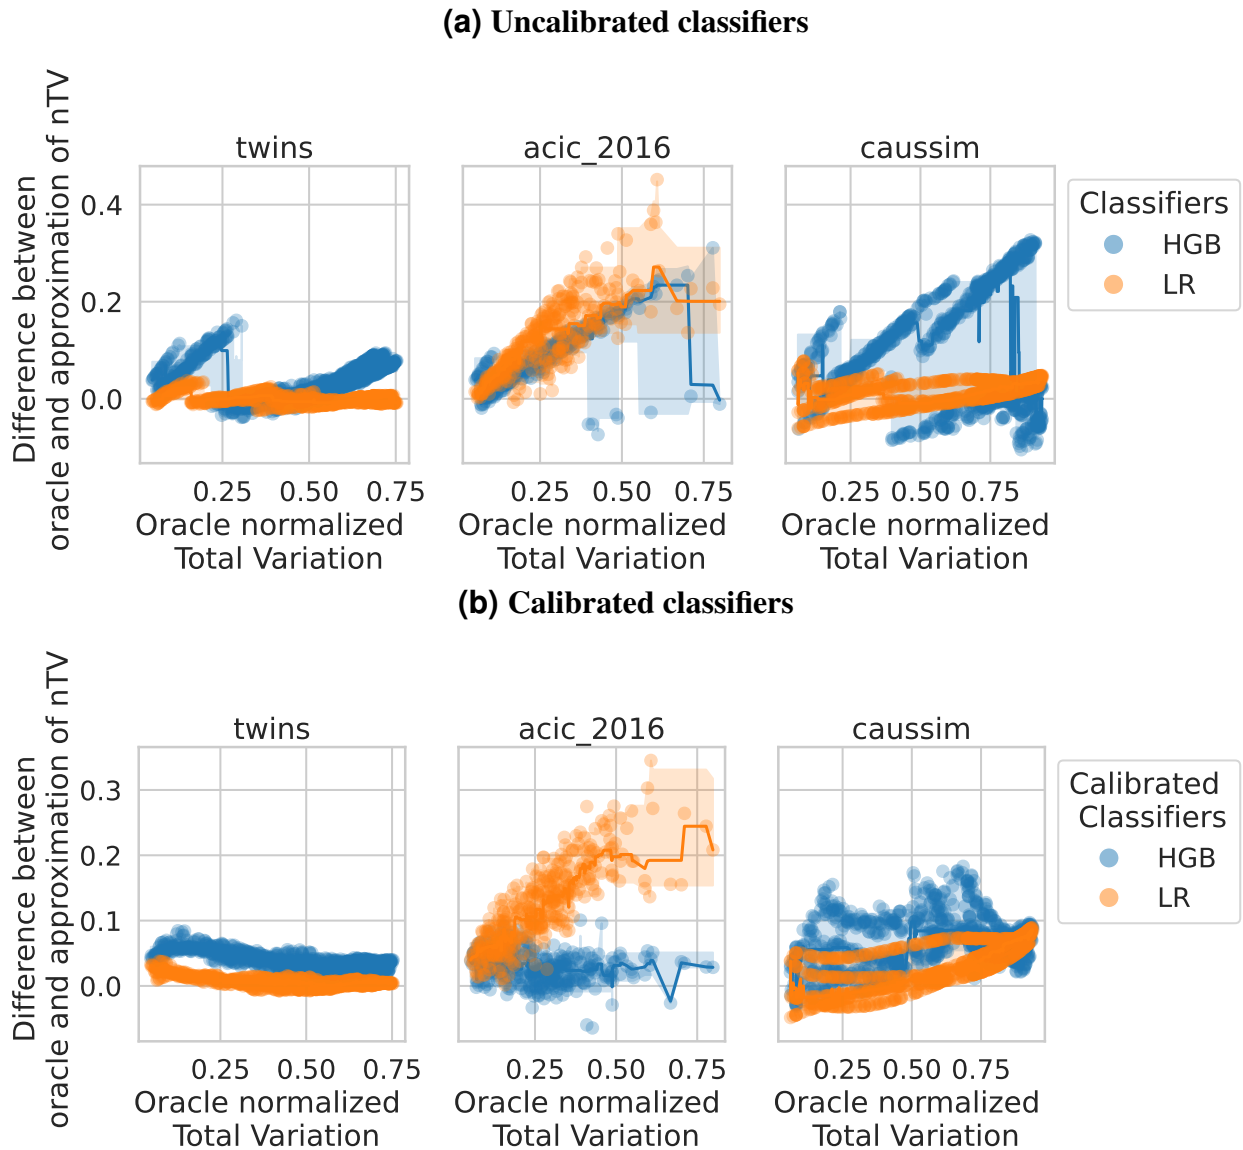 (a) Uncalibrated classifiers
Difference between
oracle and approximation of nTV
twins
acic_2016
caussim
0.4
0.2
0.0
0.25 0.50 0.75
0.25 0.50 0.75
0.25 0.50 0.75
Oracle normalized
Total Variation
Oracle normalized
Total Variation
Oracle normalized
Total Variation
Classifiers
HGB
LR
(b) Calibrated classifiers
Difference between
oracle and approximation of nTV
twins
acic_2016
caussim
0.3
0.2
0.1
0.0
0.25 0.50 0.75
0.25 0.50 0.75
0.25 0.50 0.75
Oracle normalized
Total Variation
Oracle normalized
Total Variation
Oracle normalized
Total Variation
Calibrated
Classifiers
HGB
LR